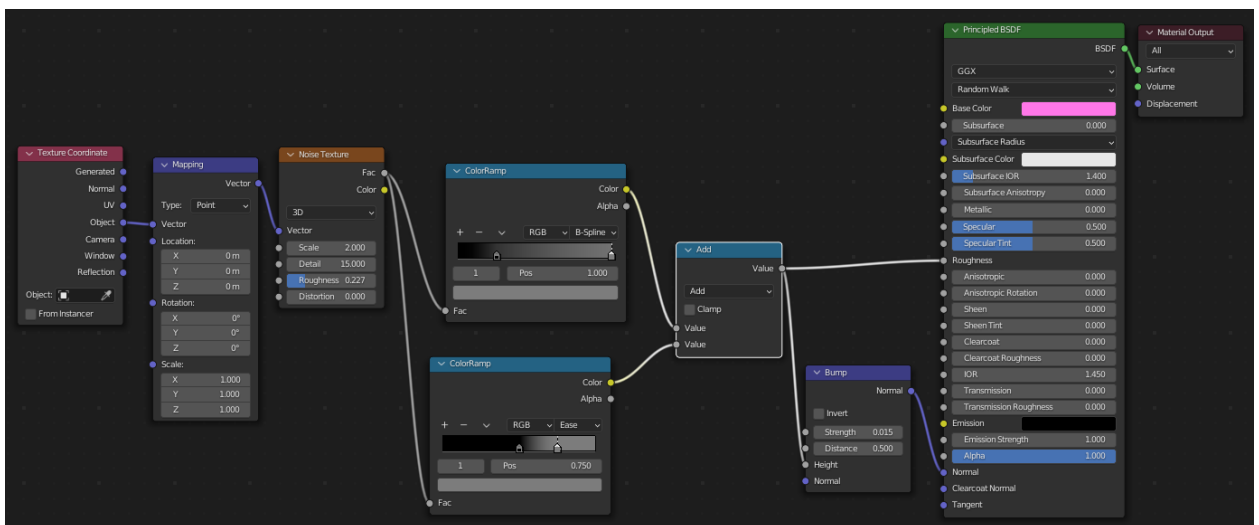 Texture Coordinate
Generated
Normal
UV
Object
Camera
Window
Reflection
Object:
From Instancer
Mapping
Vector
Type: Point
Vector
Location:
X 0 m
Y 0 m
Z 0 m
Rotation:
X 0°
Y 0°
Z 0°
Scale:
X 1.000
Y 1.000
Z 1.000
Noise Texture
Fac
Color
3D
Vector
Scale 2.000
Detail 15.000
Roughness 0.227
Distortion 0.000
ColorRamp
Color
Alpha
+ − RGB B-Spline
1 Pos 1.000
Fac
ColorRamp
Color
Alpha
+ − RGB Ease
1 Pos 0.750
Fac
Add
Value
Add
Clamp
Value
Value
Bump
Normal
Invert
Strength 0.015
Distance 0.500
Height
Normal
Principled BSDF
BSDF
GGX
Random Walk
Base Color
Subsurface 0.000
Subsurface Radius
Subsurface Color
Subsurface IOR 1.400
Subsurface Anisotropy 0.000
Metallic 0.000
Specular 0.500
Specular Tint 0.500
Roughness
Anisotropic 0.000
Anisotropic Rotation 0.000
Sheen 0.000
Sheen Tint 0.000
Clearcoat 0.000
Clearcoat Roughness 0.000
IOR 1.450
Transmission 0.000
Transmission Roughness 0.000
Emission
Emission Strength 1.000
Alpha 1.000
Normal
Clearcoat Normal
Tangent
Material Output
All
Surface
Volume
Displacement